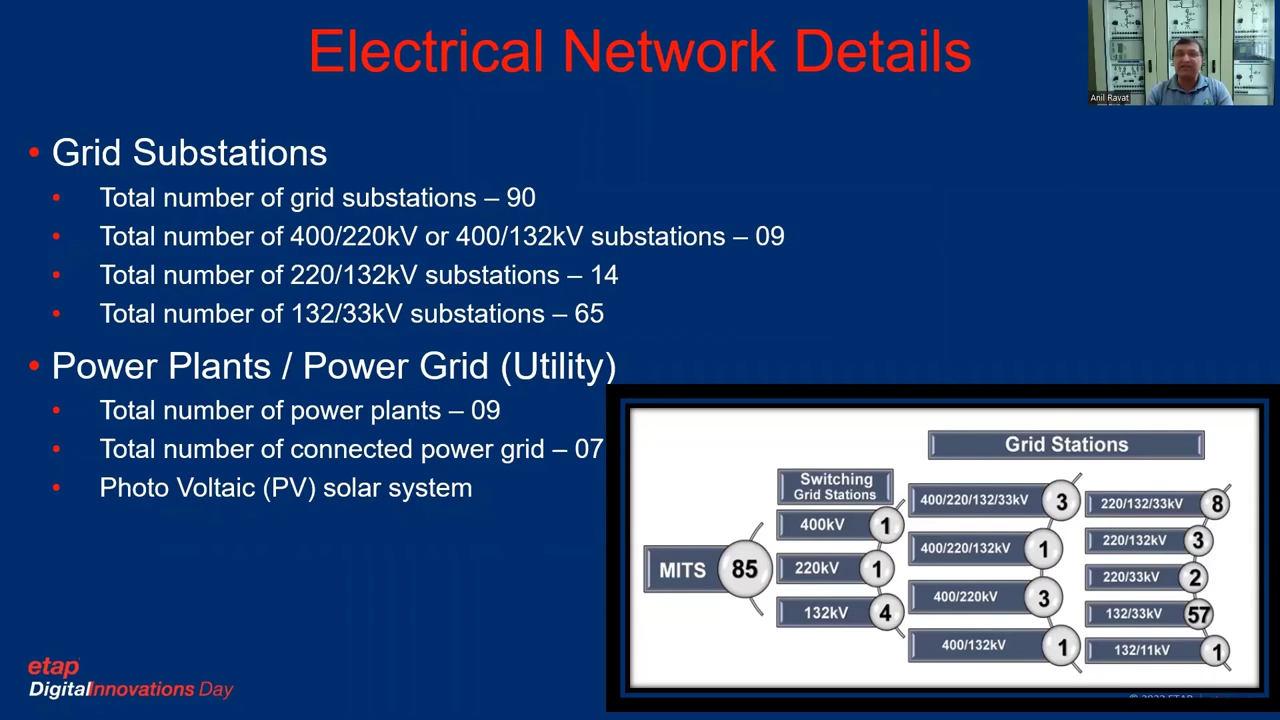 Electrical Network Details
Anil Ravat
• Grid Substations
• Total number of grid substations – 90
• Total number of 400/220kV or 400/132kV substations – 09
• Total number of 220/132kV substations – 14
• Total number of 132/33kV substations – 65
• Power Plants / Power Grid (Utility)
• Total number of power plants – 09
• Total number of connected power grid – 07
• Photo Voltaic (PV) solar system
Grid Stations
Switching
Grid Stations
MITS 85
400kV 1
220kV 1
132kV 4
400/220/132/33kV 3
400/220/132kV 1
400/220kV 3
400/132kV 1
220/132/33kV 8
220/132kV 3
220/33kV 2
132/33kV 57
132/11kV 1
etap
DigitalInnovations Day